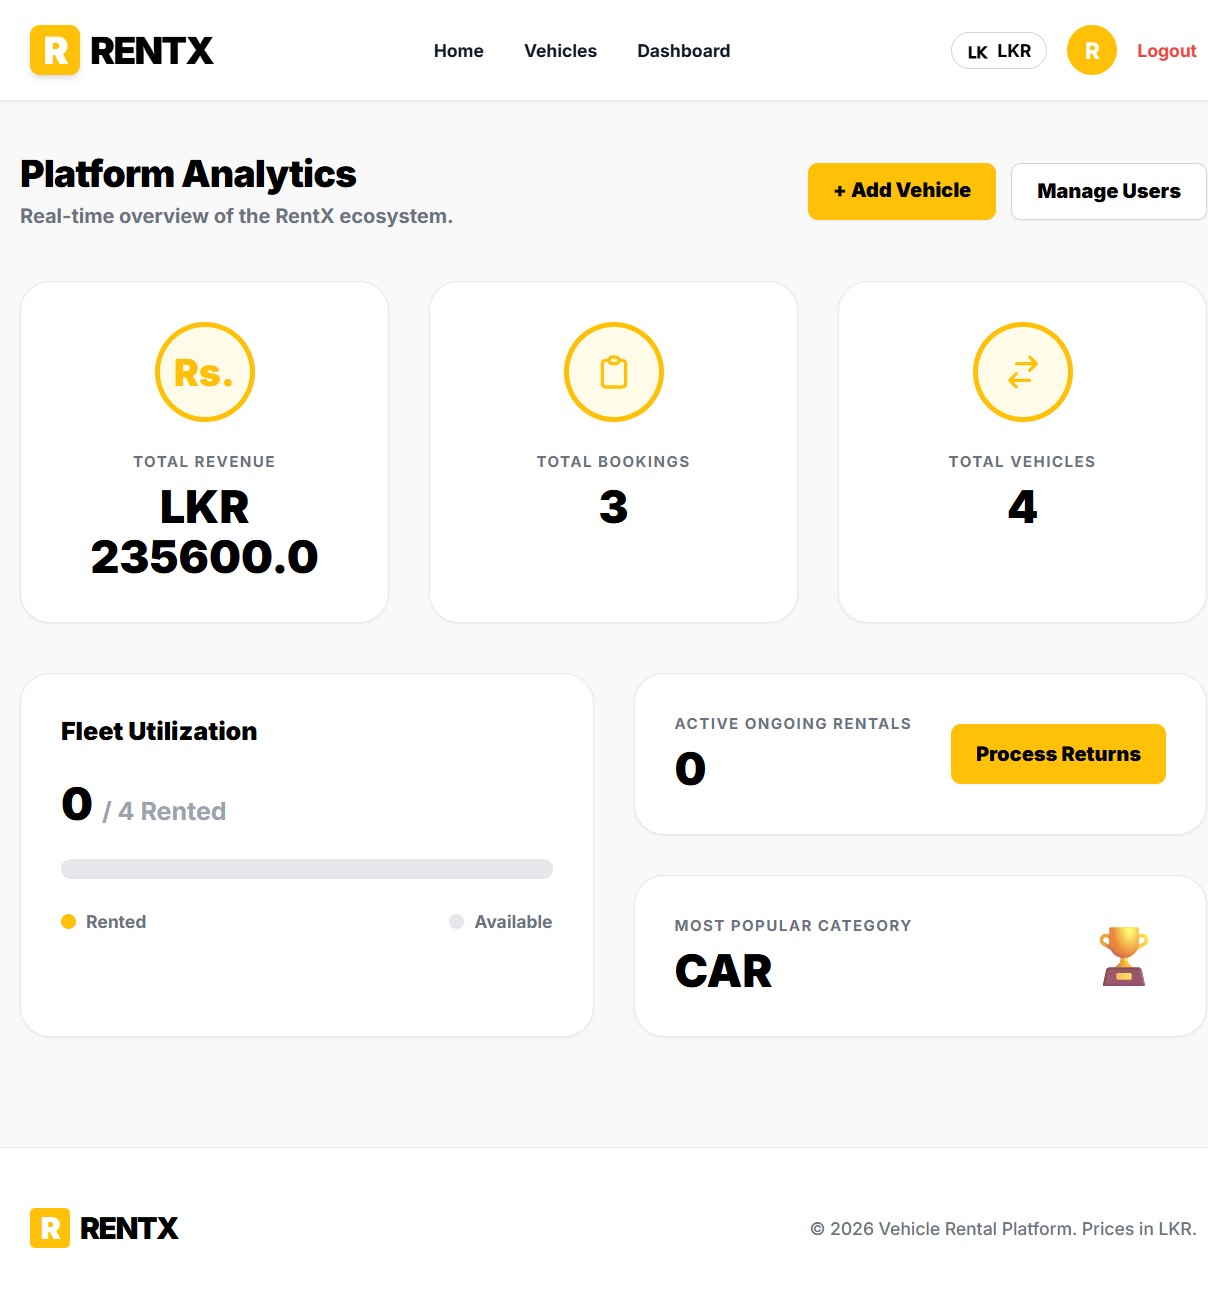 R RENTX
Home Vehicles Dashboard
LK LKR
R
Logout
Platform Analytics
Real-time overview of the RentX ecosystem.
+ Add Vehicle
Manage Users
Rs.
TOTAL REVENUE
LKR
235600.0
TOTAL BOOKINGS
3
TOTAL VEHICLES
4
Fleet Utilization
0 / 4 Rented
Rented
Available
ACTIVE ONGOING RENTALS
0
Process Returns
MOST POPULAR CATEGORY
CAR
R RENTX
© 2026 Vehicle Rental Platform. Prices in LKR.